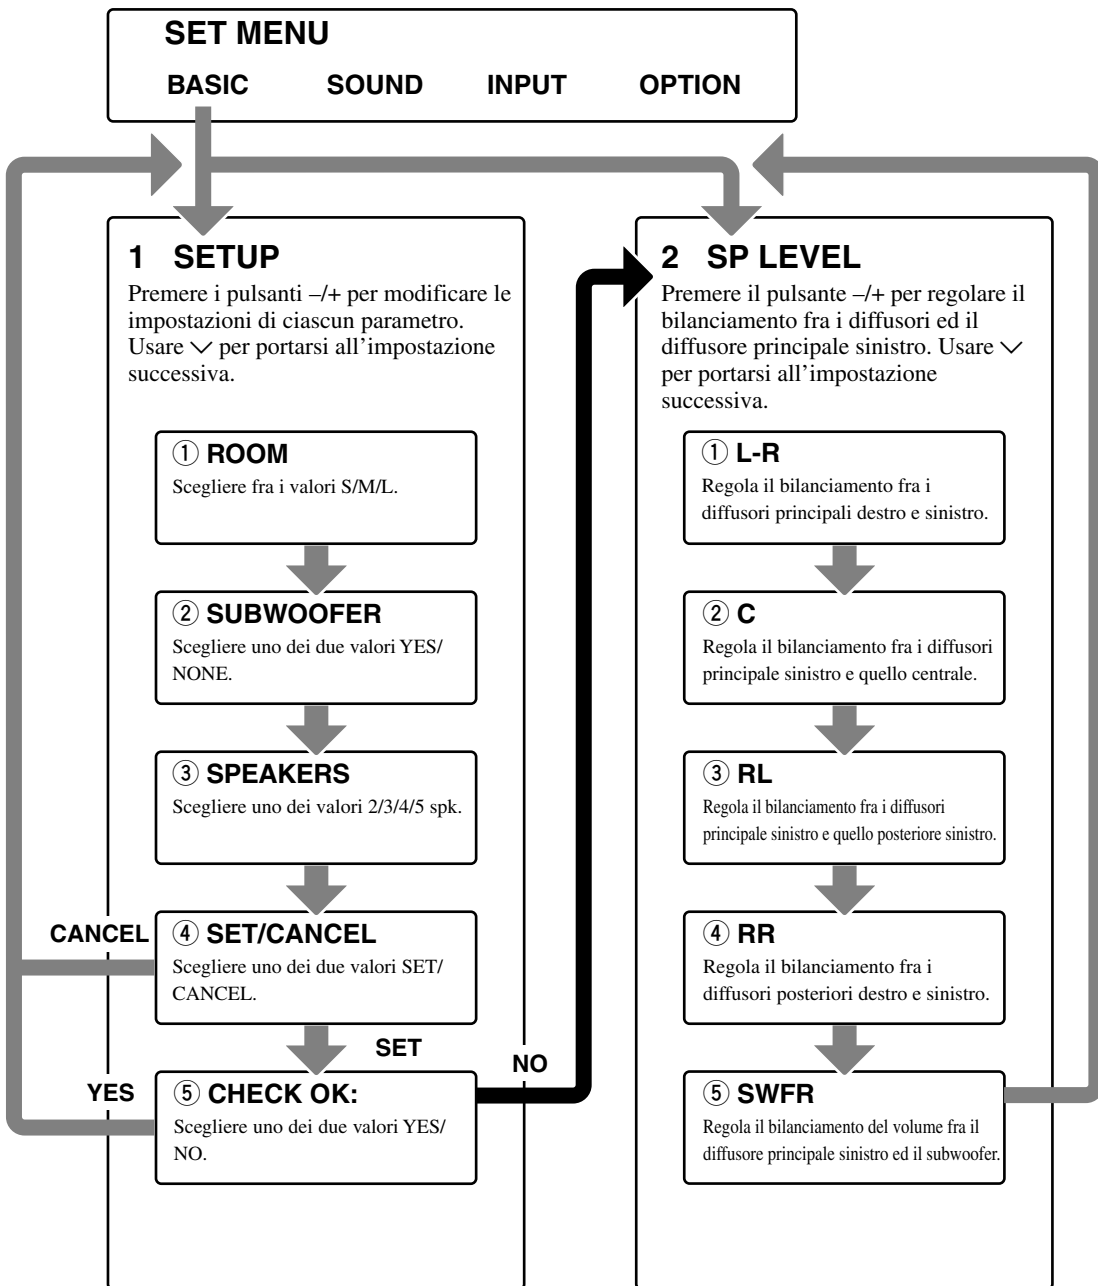 SET MENU
BASIC SOUND INPUT OPTION
1 SETUP
Premere i pulsanti –/+ per modificare le
impostazioni di ciascun parametro.
Usare ∨ per portarsi all'impostazione
successiva.
① ROOM
Scegliere fra i valori S/M/L.
② SUBWOOFER
Scegliere uno dei due valori YES/
NONE.
③ SPEAKERS
Scegliere uno dei valori 2/3/4/5 spk.
CANCEL
④ SET/CANCEL
Scegliere uno dei due valori SET/
CANCEL.
SET
NO
YES
⑤ CHECK OK:
Scegliere uno dei due valori YES/
NO.
2 SP LEVEL
Premere il pulsante –/+ per regolare il
bilanciamento fra i diffusori ed il
diffusore principale sinistro. Usare ∨
per portarsi all'impostazione
successiva.
① L-R
Regola il bilanciamento fra i
diffusori principali destro e sinistro.
② C
Regola il bilanciamento fra i diffusori
principale sinistro e quello centrale.
③ RL
Regola il bilanciamento fra i diffusori
principale sinistro e quello posteriore sinistro.
④ RR
Regola il bilanciamento fra i
diffusori posteriori destro e sinistro.
⑤ SWFR
Regola il bilanciamento del volume fra il
diffusore principale sinistro ed il subwoofer.